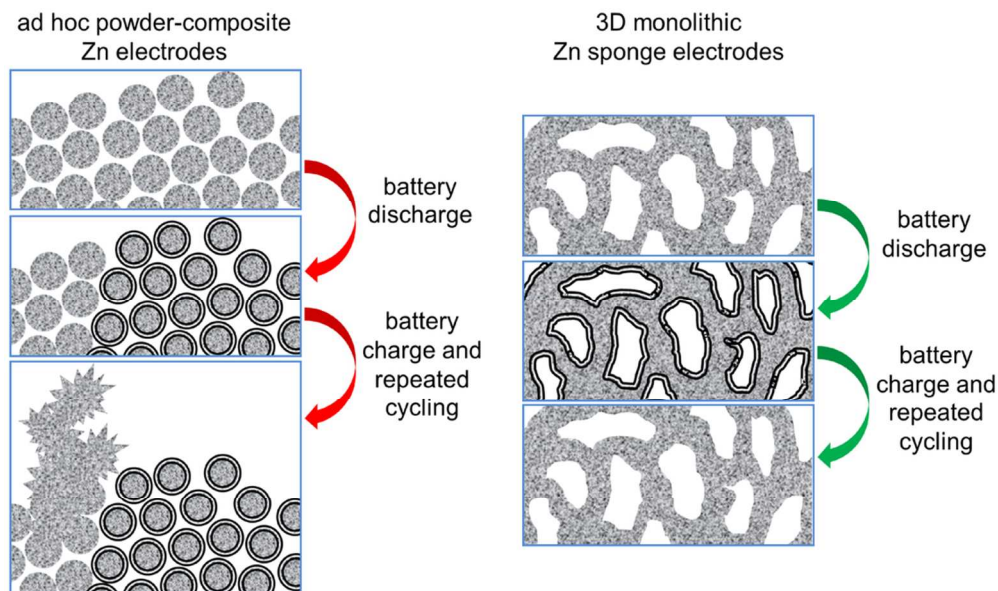 ad hoc powder-composite
Zn electrodes
battery
discharge
battery
charge and
repeated
cycling
3D monolithic
Zn sponge electrodes
battery
discharge
battery
charge and
repeated
cycling